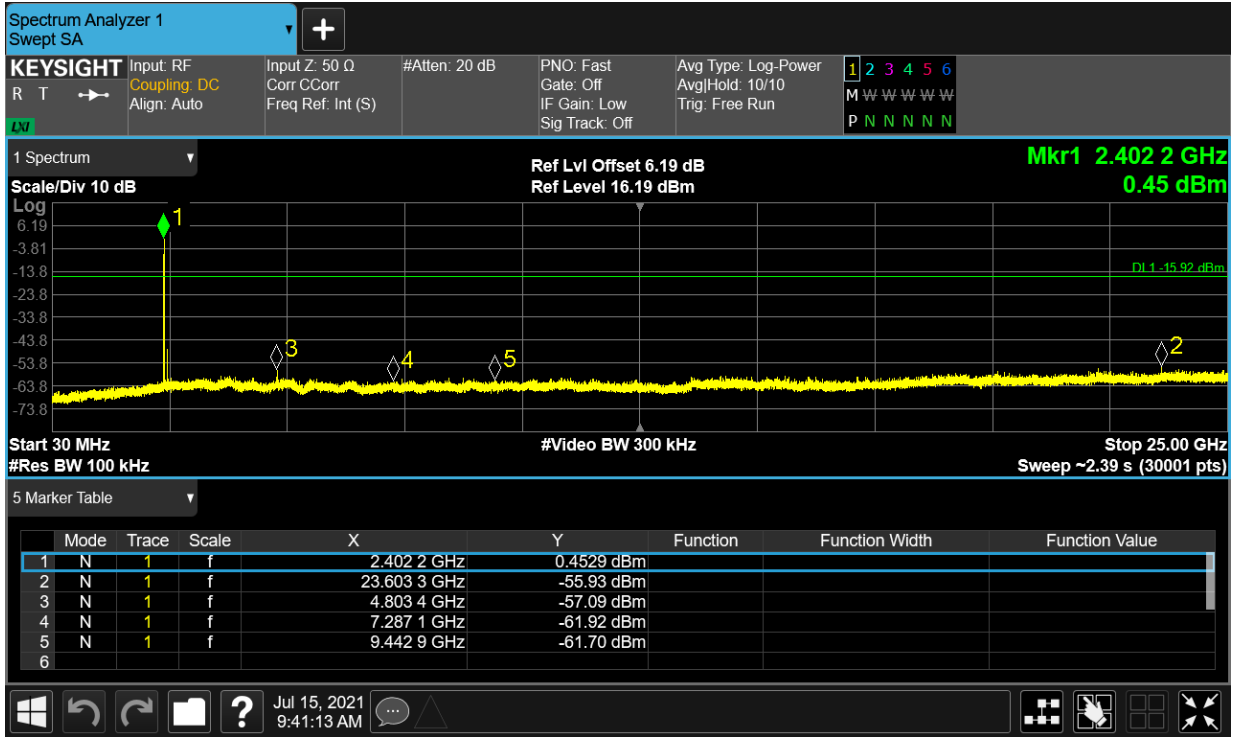 Spectrum Analyzer 1
Swept SA
+
KEYSIGHT
R T
LXI
Input: RF
Coupling: DC
Align: Auto
Input Z: 50 Ω
Corr CCorr
Freq Ref: Int (S)
#Atten: 20 dB
PNO: Fast
Gate: Off
IF Gain: Low
Sig Track: Off
Avg Type: Log-Power
Avg|Hold: 10/10
Trig: Free Run
1 2 3 4 5 6
M W W W W W
P N N N N N
1 Spectrum
Scale/Div 10 dB
Ref Lvl Offset 6.19 dB
Ref Level 16.19 dBm
Mkr1 2.402 2 GHz
0.45 dBm
Log
6.19
-3.81
-13.8
-23.8
-33.8
-43.8
-53.8
-63.8
-73.8
1
DL1 -15.92 dBm
3
4
5
2
Start 30 MHz
#Video BW 300 kHz
Stop 25.00 GHz
#Res BW 100 kHz
Sweep ~2.39 s (30001 pts)
5 Marker Table
Mode Trace Scale X Y Function Function Width Function Value
1 N 1 f 2.402 2 GHz 0.4529 dBm
2 N 1 f 23.603 3 GHz -55.93 dBm
3 N 1 f 4.803 4 GHz -57.09 dBm
4 N 1 f 7.287 1 GHz -61.92 dBm
5 N 1 f 9.442 9 GHz -61.70 dBm
6
?
Jul 15, 2021
9:41:13 AM